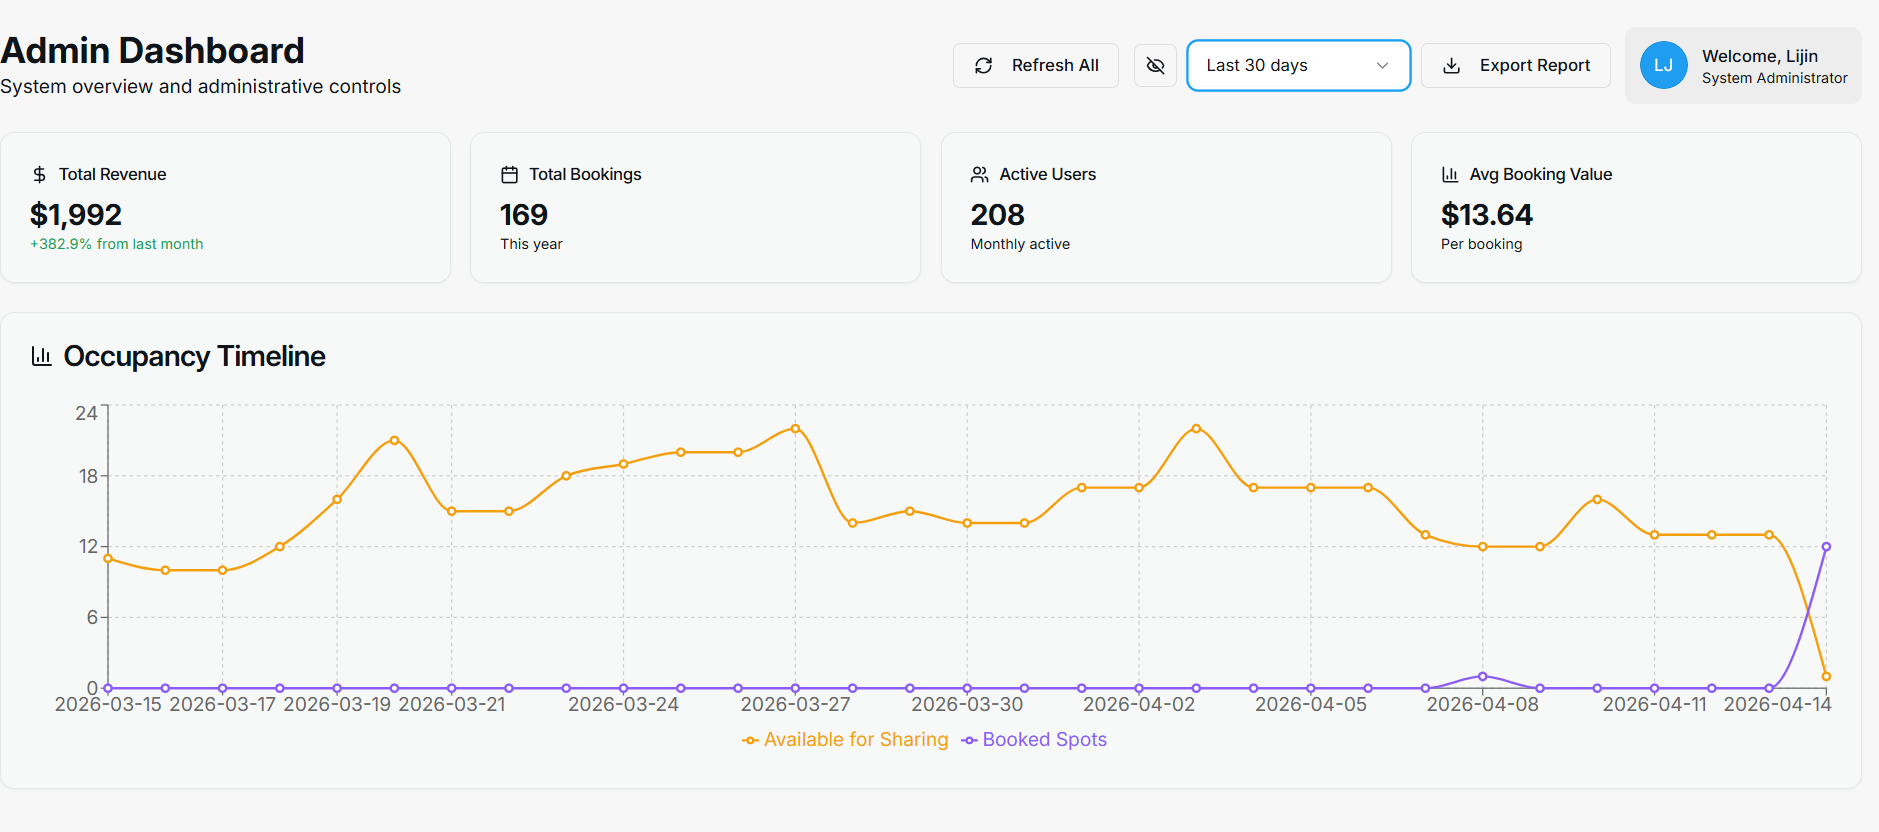 Admin Dashboard
System overview and administrative controls
Refresh All
Last 30 days
Export Report
LJ
Welcome, Lijin
System Administrator
Total Revenue
$1,992
+382.9% from last month
Total Bookings
169
This year
Active Users
208
Monthly active
Avg Booking Value
$13.64
Per booking
Occupancy Timeline
24
18
12
6
0
2026-03-15 2026-03-17 2026-03-19 2026-03-21 2026-03-24 2026-03-27 2026-03-30 2026-04-02 2026-04-05 2026-04-08 2026-04-11 2026-04-14
Available for Sharing Booked Spots